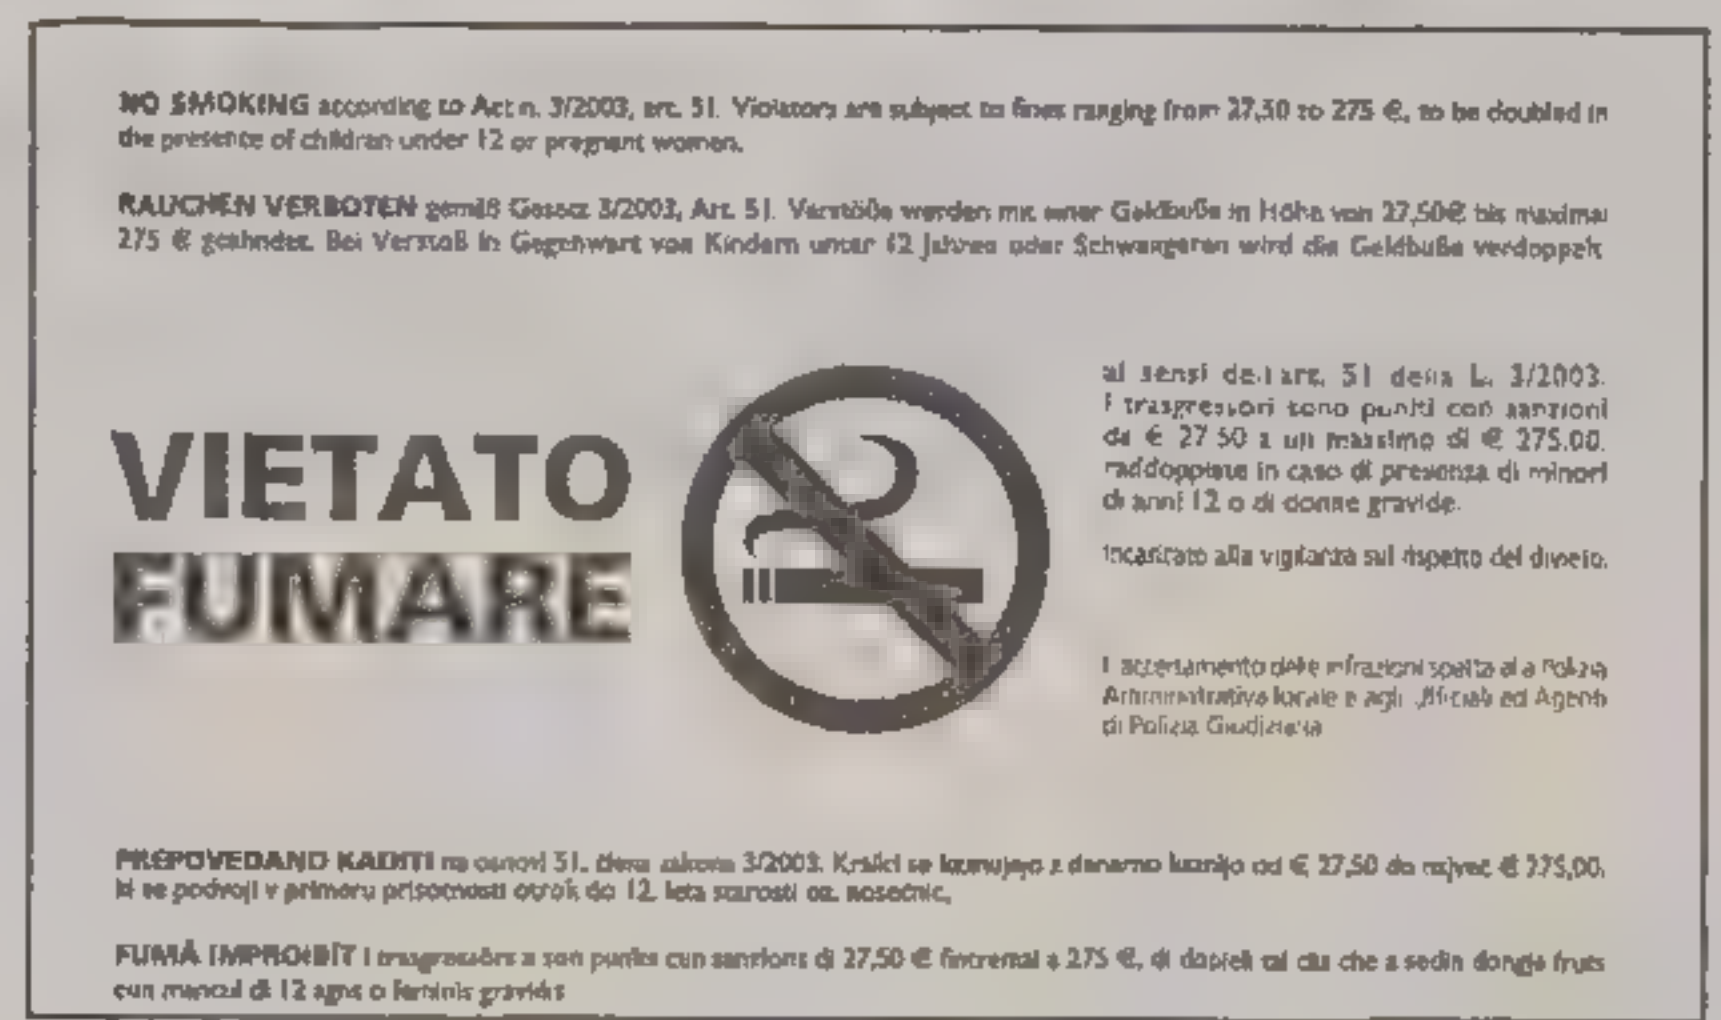 NO SMOKING according to Act n. 3/2003, art. 51. Violators are subject to fines ranging from 27,50 to 275 €, to be doubled in
the presence of children under 12 or pregnant women.
RAUCHEN VERBOTEN gemäß Gesetz 3/2003, Art. 51. Verstöße werden mit einer Geldbuße in Höhe von 27,50€ bis maximal
275 € geahndet. Bei Verstoß in Gegenwart von Kindern unter 12 Jahren oder Schwangeren wird die Geldbuße verdoppelt.
VIETATO
FUMARE
ai sensi dell'art. 51 della L. 3/2003.
I trasgressori sono puniti con sanzioni
da € 27,50 a un massimo di € 275,00,
raddoppiate in caso di presenza di minori
di anni 12 o di donne gravide.
Incaricato alla vigilanza sul rispetto del divieto:
L'accertamento delle infrazioni spetta alla Polizia
Amministrativa locale e agli Ufficiali ed Agenti
di Polizia Giudiziaria
PREPOVEDANO KADITI na osnovi 51. člena zakona 3/2003. Kršilci se kaznujejo z denarno kaznijo od € 27,50 do največ € 275,00,
ki se podvoji v primeru prisotnosti otrok do 12. leta starosti oz. nosečnic.
FUMÂ IMPROIBÎT I trasgressôrs a son punîts cun sanzions di 27,50 € fintremai a 275 €, di a che a sedin dongje fruts
cun mancul di 12 agns o feminis gravidis